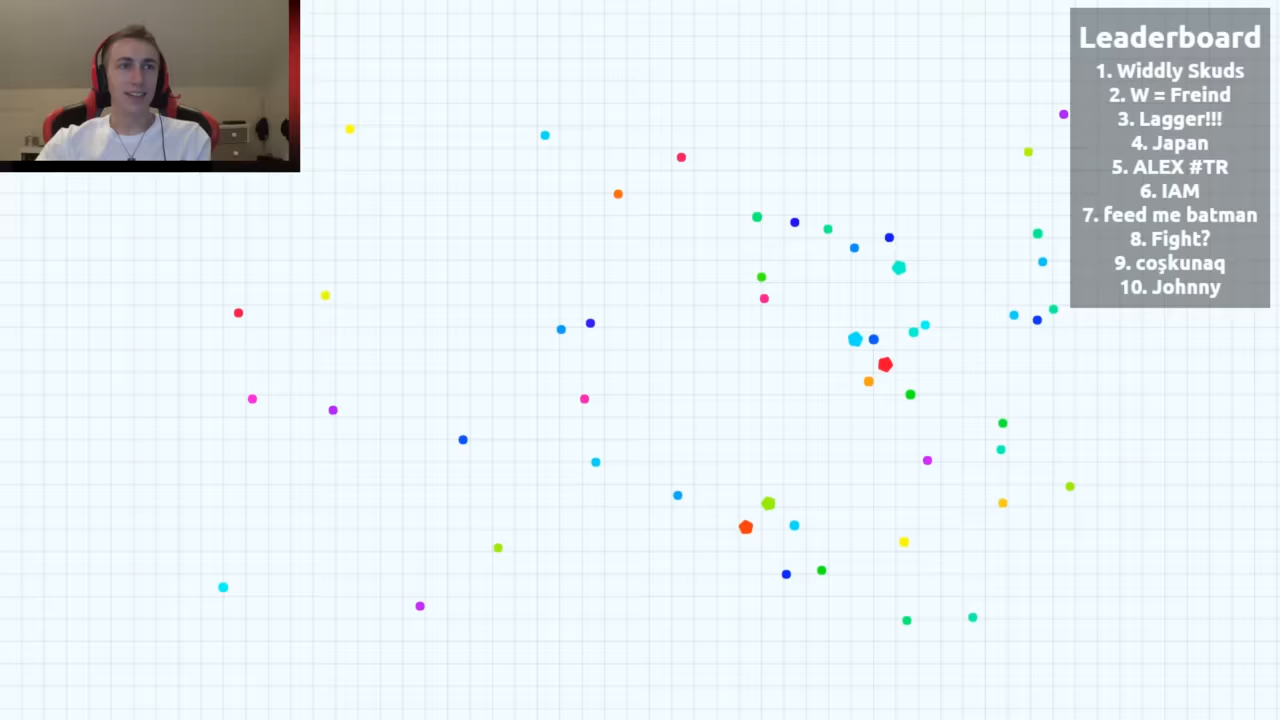 Leaderboard
1. Widdly Skuds
2. W = Freind
3. Lagger!!!
4. Japan
5. ALEX #TR
6. IAM
7. feed me batman
8. Fight?
9. coşkunaq
10. Johnny